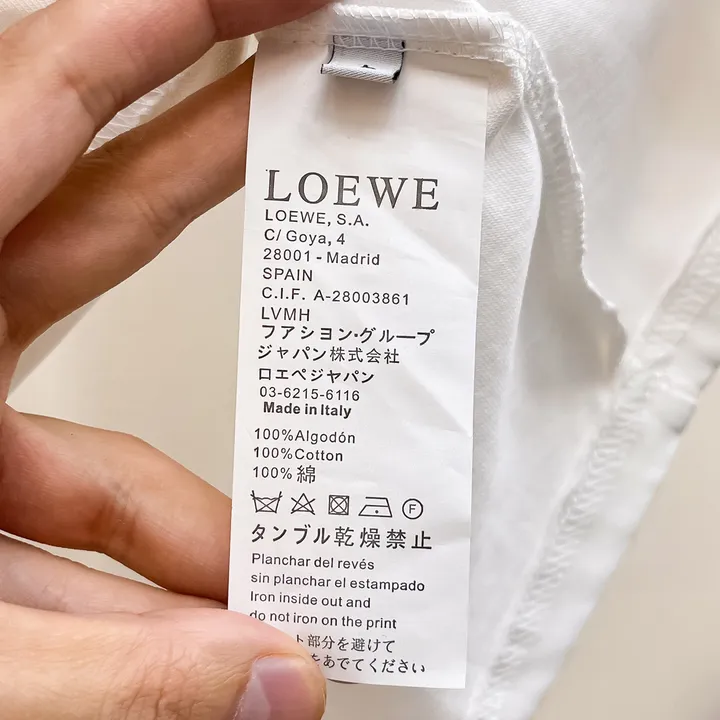 LOEWE
LOEWE, S.A.
C/ Goya, 4
28001 - Madrid
SPAIN
C.I.F. A-28003861
LVMH
ファション・グループ
ジャパン株式会社
ロエペジャパン
03-6215-6116
Made in Italy
100%Algodón
100%Cotton
100%綿
F
タンブル乾燥禁止
Planchar del revés
sin planchar el estampado
Iron inside out and
do not iron on the print
ト部分を避けて
をあでてください